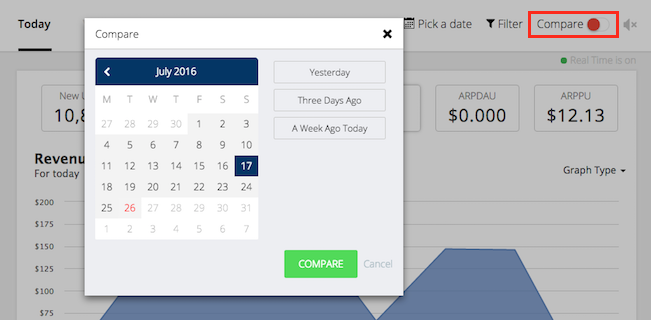 Today
Pick a date
Filter
Compare
Real Time is on
Compare
July 2016
M T W T F S S
27 28 29 30 1 2 3
4 5 6 7 8 9 10
11 12 13 14 15 16 17
18 19 20 21 22 23 24
25 26 27 28 29 30 31
1 2 3 4 5 6 7
Yesterday
Three Days Ago
A Week Ago Today
COMPARE
Cancel
New U
10,8
ARPDAU
$0.000
ARPPU
$12.13
Revenu
For today
Graph Type
$200
$175
$150
$125
$100
$75